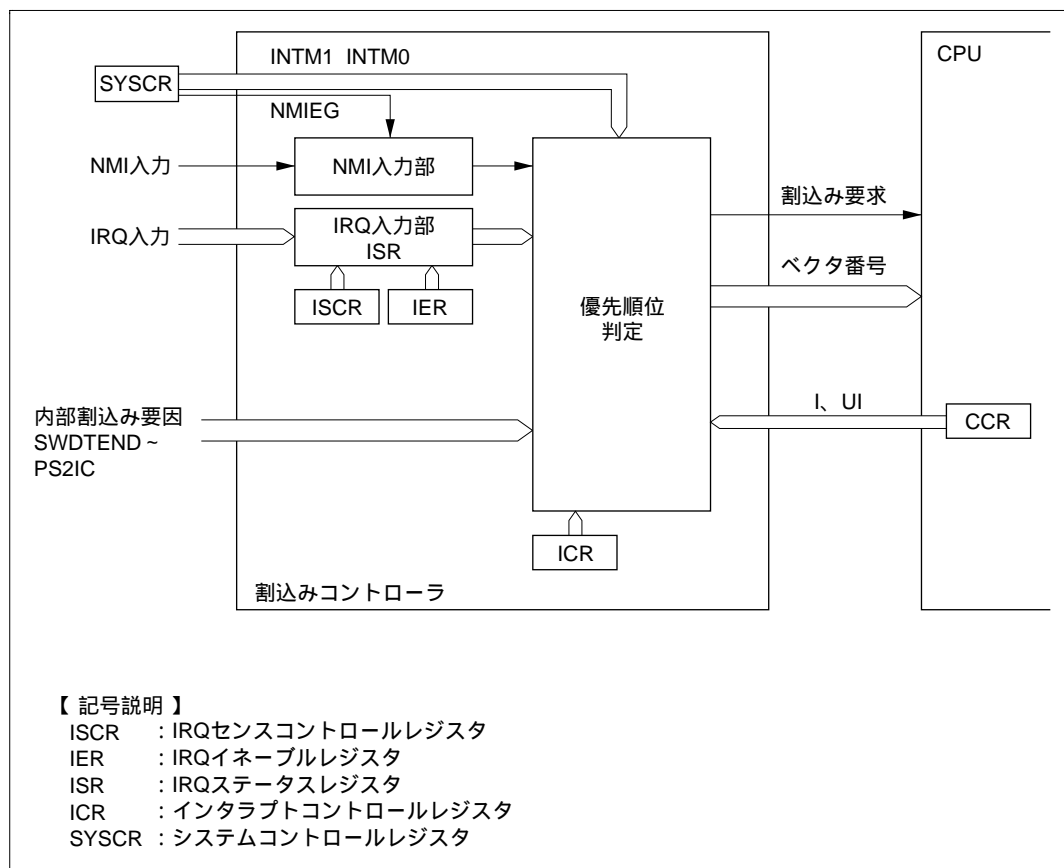 INTM1 INTM0
CPU
SYSCR
NMIEG
NMI入力
NMI入力部
割込み要求
IRQ入力
IRQ入力部
ISR
ベクタ番号
ISCR
IER
優先順位
判定
I、UI
CCR
内部割込み要因
SWDTEND ~
PS2IC
ICR
割込みコントローラ
【 記号説明 】
ISCR :IRQセンスコントロールレジスタ
IER :IRQイネーブルレジスタ
ISR :IRQステータスレジスタ
ICR :インタラプトコントロールレジスタ
SYSCR :システムコントロールレジスタ